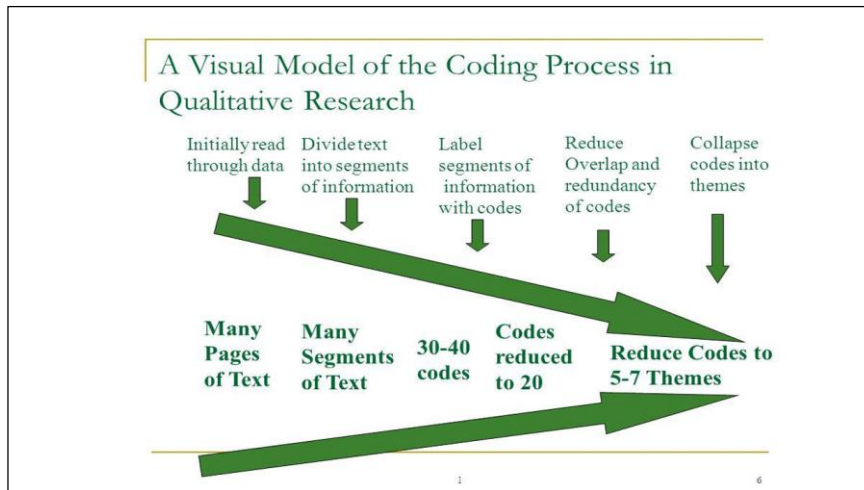 A Visual Model of the Coding Process in
Qualitative Research
Initially read
through data
Divide text
into segments
of information
Label
segments of
information
with codes
Reduce
Overlap and
redundancy
of codes
Collapse
codes into
themes
Many
Pages
of Text
Many
Segments
of Text
30-40
codes
Codes
reduced
to 20
Reduce Codes to
5-7 Themes
1
6